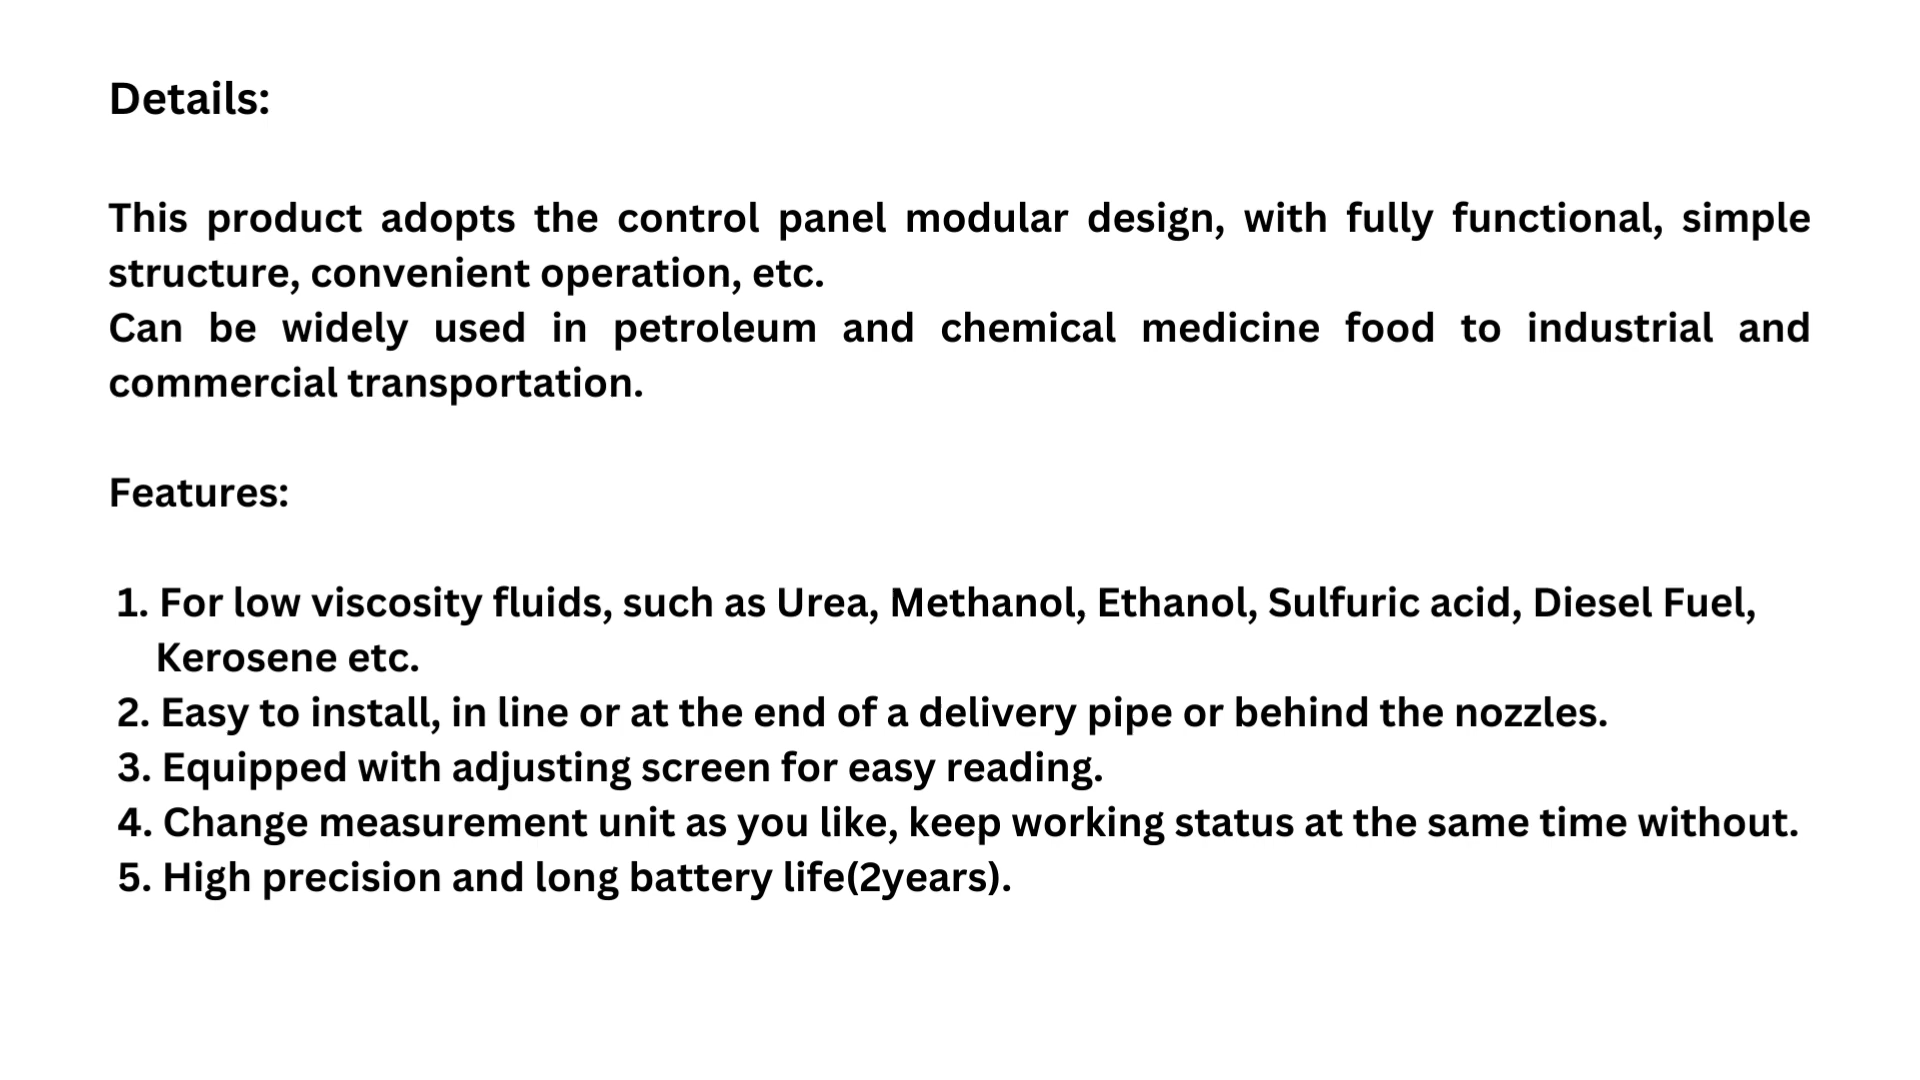 Details:
This product adopts the control panel modular design, with fully functional, simple
structure, convenient operation, etc.
Can be widely used in petroleum and chemical medicine food to industrial and
commercial transportation.
Features:
1. For low viscosity fluids, such as Urea, Methanol, Ethanol, Sulfuric acid, Diesel Fuel,
Kerosene etc.
2. Easy to install, in line or at the end of a delivery pipe or behind the nozzles.
3. Equipped with adjusting screen for easy reading.
4. Change measurement unit as you like, keep working status at the same time without.
5. High precision and long battery life(2years).